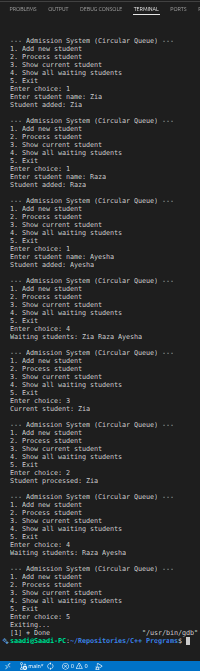 PROBLEMS OUTPUT DEBUG CONSOLE TERMINAL PORTS
--- Admission System (Circular Queue) ---
1. Add new student
2. Process student
3. Show current student
4. Show all waiting students
5. Exit
Enter choice: 1
Enter student name: Zia
Student added: Zia
--- Admission System (Circular Queue) ---
1. Add new student
2. Process student
3. Show current student
4. Show all waiting students
5. Exit
Enter choice: 1
Enter student name: Raza
Student added: Raza
--- Admission System (Circular Queue) ---
1. Add new student
2. Process student
3. Show current student
4. Show all waiting students
5. Exit
Enter choice: 1
Enter student name: Ayesha
Student added: Ayesha
--- Admission System (Circular Queue) ---
1. Add new student
2. Process student
3. Show current student
4. Show all waiting students
5. Exit
Enter choice: 4
Waiting students: Zia Raza Ayesha
--- Admission System (Circular Queue) ---
1. Add new student
2. Process student
3. Show current student
4. Show all waiting students
5. Exit
Enter choice: 3
Current student: Zia
--- Admission System (Circular Queue) ---
1. Add new student
2. Process student
3. Show current student
4. Show all waiting students
5. Exit
Enter choice: 2
Student processed: Zia
--- Admission System (Circular Queue) ---
1. Add new student
2. Process student
3. Show current student
4. Show all waiting students
5. Exit
Enter choice: 4
Waiting students: Raza Ayesha
--- Admission System (Circular Queue) ---
1. Add new student
2. Process student
3. Show current student
4. Show all waiting students
5. Exit
Enter choice: 5
Exiting...
[1] + Done "/usr/bin/gdb"
saadi@Saadi-PC:~/Repositories/C++ Programs$
main* 0 0